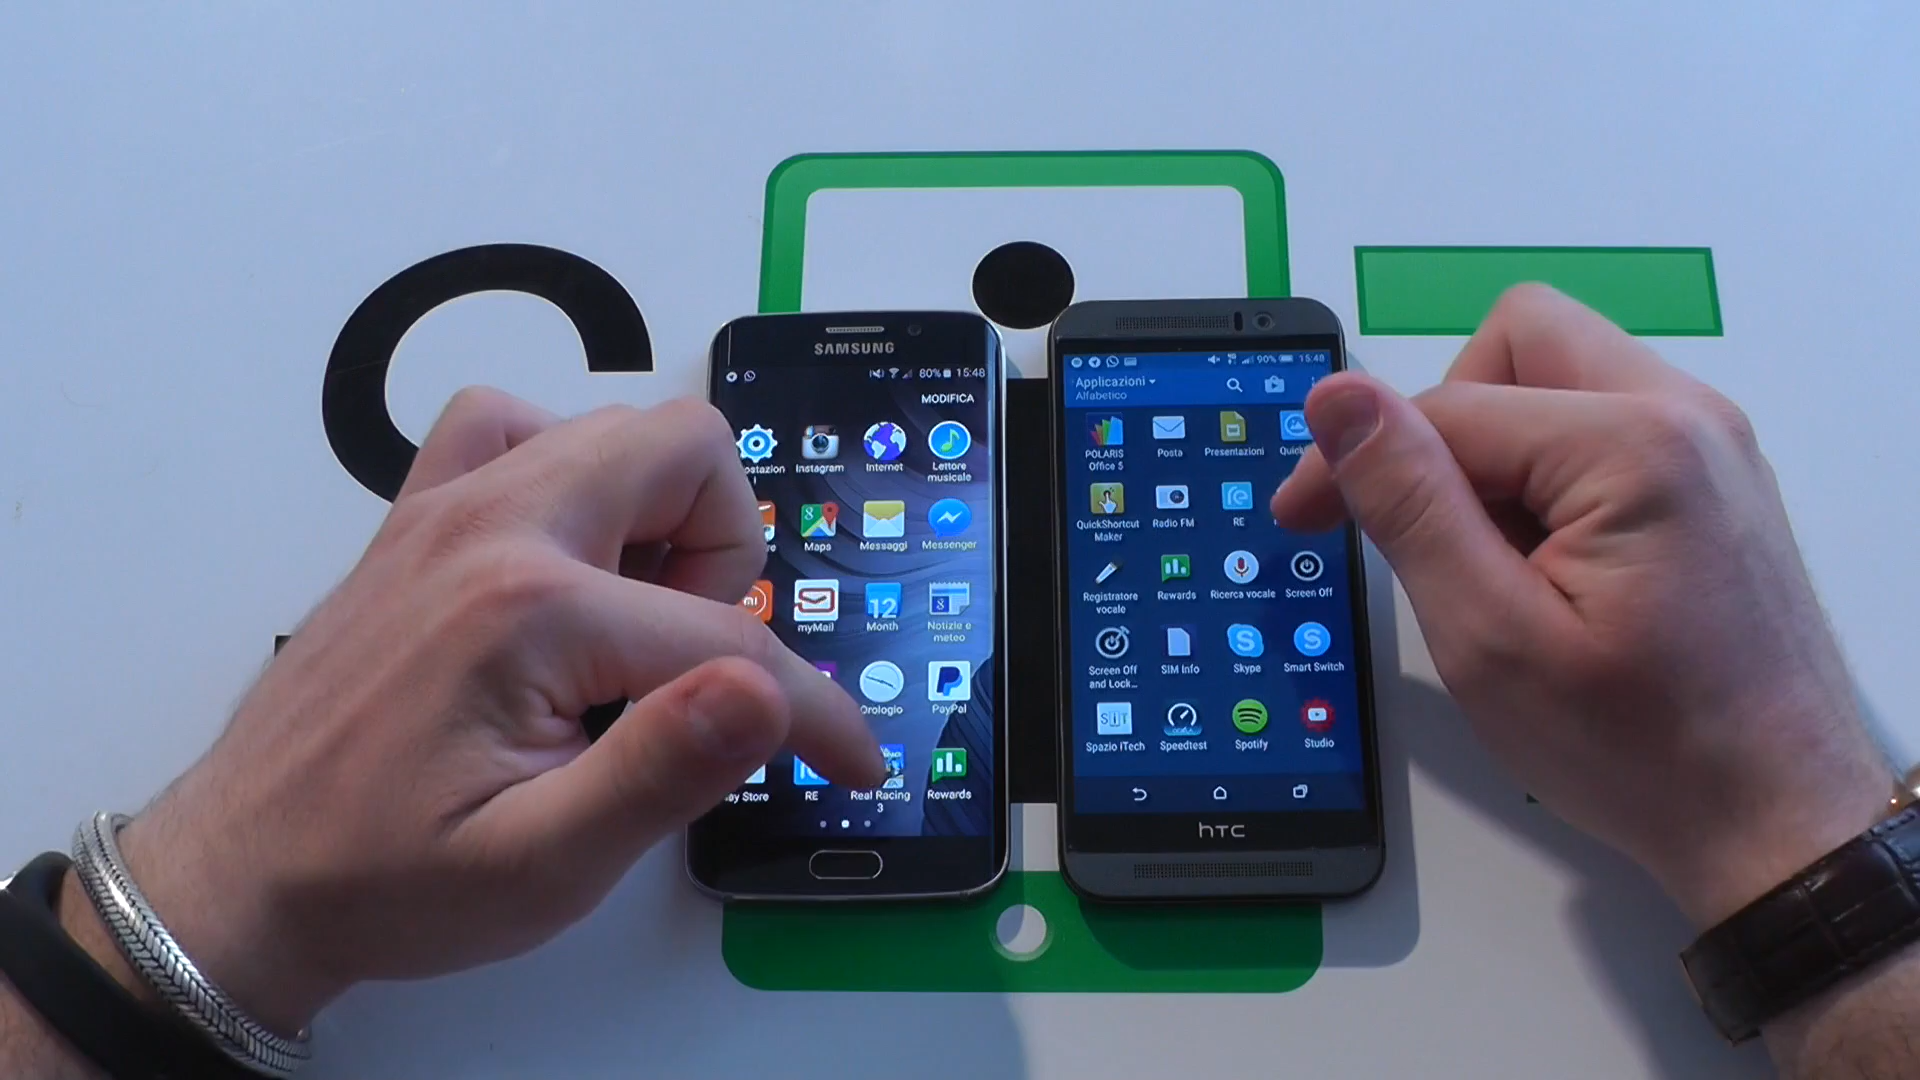 SAMSUNG
80% 15:48
MODIFICA
Instagram
Internet
Lettore
musicale
Maps
Messaggi
Messenger
myMail
12
Month
Notizie e
meteo
Orologio
PayPal
RE
Real Racing
3
Rewards
90% 15:48
Applicazioni
Alfabetico
POLARIS
Office 5
Posta
Presentazioni
QuickShortcut
Maker
Radio FM
RE
Registratore
vocale
Rewards
Ricerca vocale
Screen Off
Screen Off
and Lock...
SIM Info
Skype
Smart Switch
SiT
Spazio iTech
Speedtest
Spotify
Studio
hTC